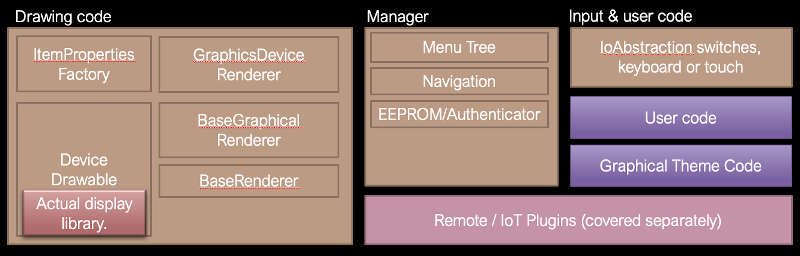 Drawing code
ItemProperties
Factory
GraphicsDevice
Renderer
BaseGraphical
Renderer
BaseRenderer
Device
Drawable
Actual display
library.
Manager
Menu Tree
Navigation
EEPROM/Authenticator
Input & user code
IoAbstraction switches,
keyboard or touch
User code
Graphical Theme Code
Remote / IoT Plugins (covered separately)